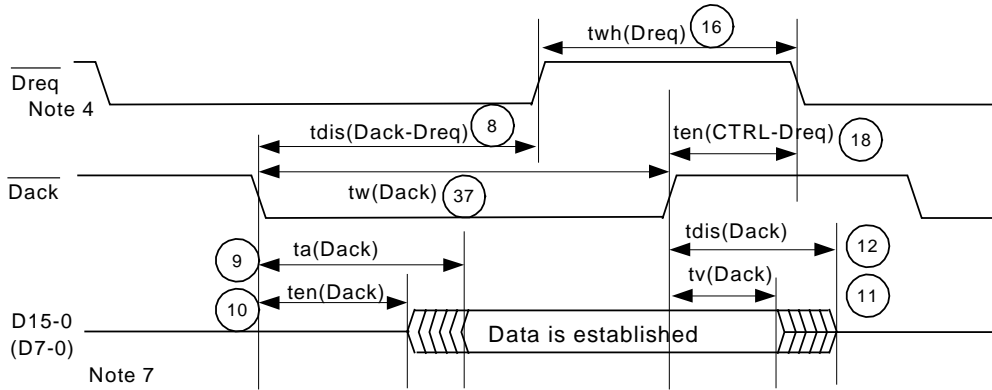 twh(Dreq) 16
Dreq
Note 4
tdis(Dack-Dreq) 8
ten(CTRL-Dreq) 18
Dack
tw(Dack) 37
9 ta(Dack)
tdis(Dack) 12
10 ten(Dack)
tv(Dack) 11
D15-0
(D7-0)
Data is established
Note 7